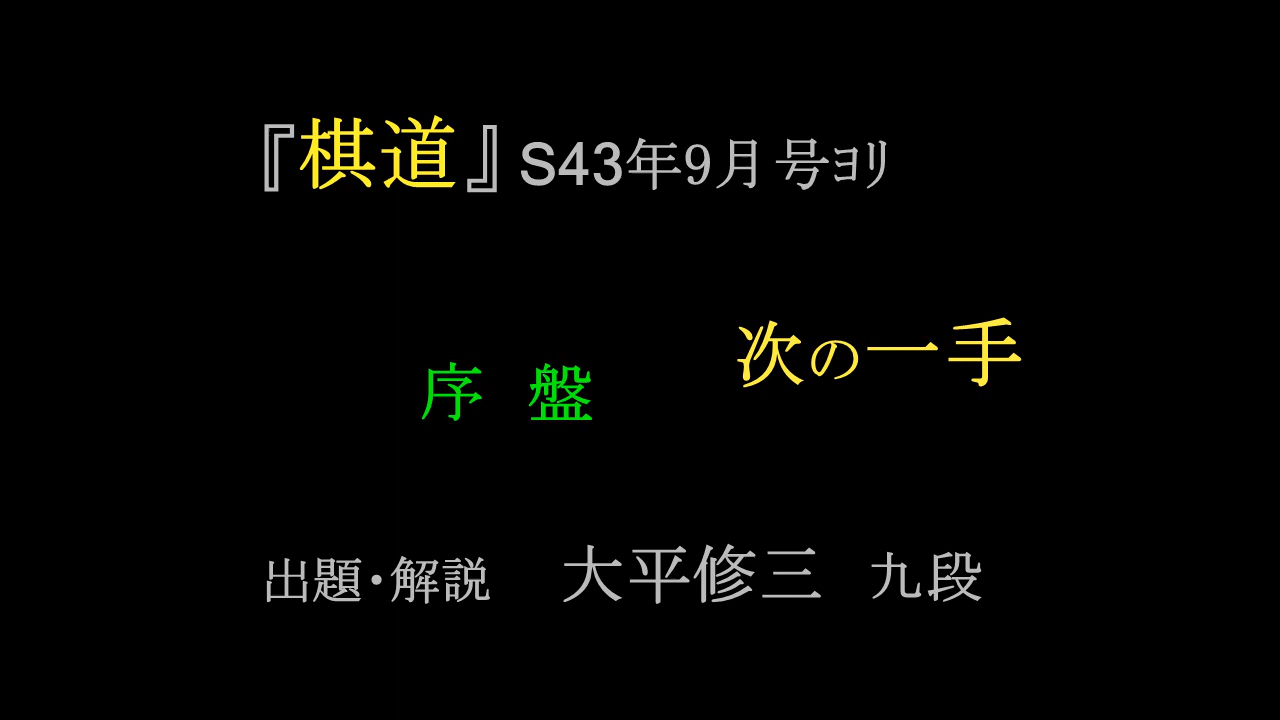 『棋道』S43年9月号ﾖﾘ
次の一手
序 盤
出題・解説 大平修三 九段